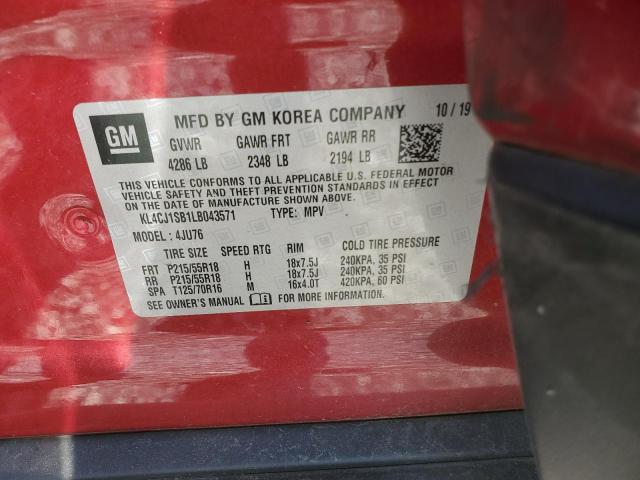 GM
MFD BY GM KOREA COMPANY 10/19
GVWR GAWR FRT GAWR RR
4286 LB 2348 LB 2194 LB
THIS VEHICLE CONFORMS TO ALL APPLICABLE U.S. FEDERAL MOTOR
VEHICLE SAFETY AND THEFT PREVENTION STANDARDS IN EFFECT
ON THE DATE OF MANUFACTURE SHOWN ABOVE.
KL4CJ1SB1LB043571 TYPE: MPV
MODEL: 4JU76
TIRE SIZE SPEED RTG RIM COLD TIRE PRESSURE
FRT P215/55R18 H 18x7.5J 240KPA, 35 PSI
RR P215/55R18 H 18x7.5J 240KPA, 35 PSI
SPA T125/70R16 M 16x4.0T 420KPA, 60 PSI
SEE OWNER'S MANUAL FOR MORE INFORMATION.